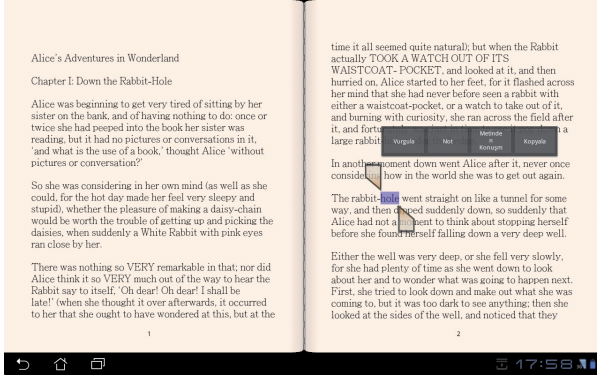 Alice's Adventures in Wonderland
Chapter I: Down the Rabbit-Hole
Alice was beginning to get very tired of sitting by her
sister on the bank, and of having nothing to do: once or
twice she had peeped into the book her sister was
reading, but it had no pictures or conversations in it,
'and what is the use of a book,' thought Alice 'without
pictures or conversation?'
So she was considering in her own mind (as well as she
could, for the hot day made her feel very sleepy and
stupid), whether the pleasure of making a daisy-chain
would be worth the trouble of getting up and picking the
daisies, when suddenly a White Rabbit with pink eyes
ran close by her.
There was nothing so VERY remarkable in that; nor did
Alice think it so VERY much out of the way to hear the
Rabbit say to itself, 'Oh dear! Oh dear! I shall be
late!' (when she thought it over afterwards, it occurred
to her that she ought to have wondered at this, but at the
1
time it all seemed quite natural); but when the Rabbit
actually TOOK A WATCH OUT OF ITS
WAISTCOAT- POCKET, and looked at it, and then
hurried on, Alice started to her feet, for it flashed across
her mind that she had never before seen a rabbit with
either a waistcoat-pocket, or a watch to take out of it,
and burning with curiosity, she ran across the field after
it, and a
large
Vurgula
Not
Metinde
n
Konuşm
Kopyala
In another moment down went Alice after it, never once
how in the world she was to get out again.
The rabbit-hole went straight on like a tunnel for some
way, and then suddenly down, so suddenly that
Alice had not a moment to think about stopping herself
before she found herself falling down a very deep well.
Either the well was very deep, or she fell very slowly,
for she had plenty of time as she went down to look
about her and to wonder what was going to happen next.
First, she tried to look down and make out what she was
coming to, but it was too dark to see anything; then she
looked at the sides of the well, and noticed that they
2
17:58